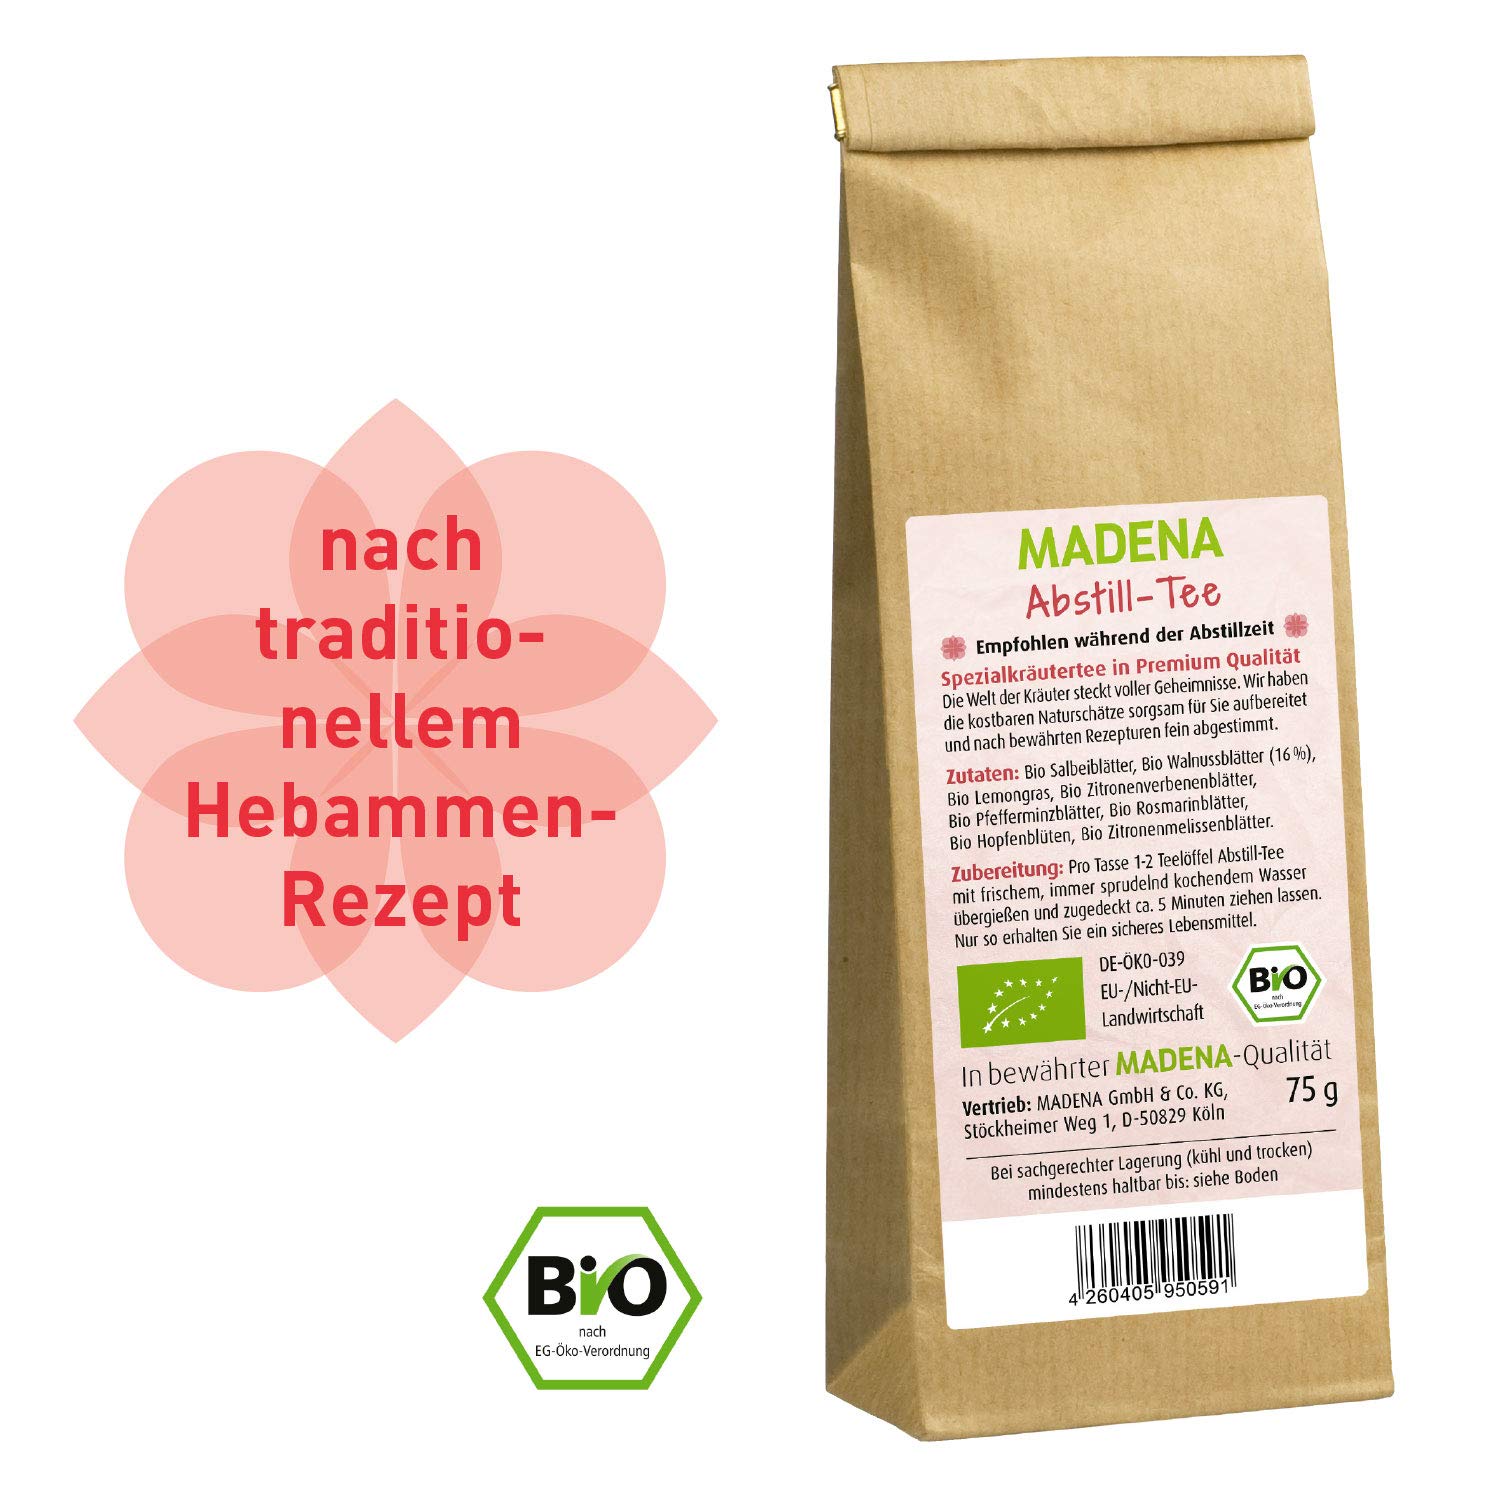 nach
traditio-
nellem
Hebammen-
Rezept
BiO
nach
EG-Öko-Verordnung
MADENA
Abstill-Tee
Empfohlen während der Abstillzeit
Spezialkräutertee in Premium Qualität
Die Welt der Kräuter steckt voller Geheimnisse. Wir haben
die kostbaren Naturschätze sorgsam für Sie aufbereitet
und nach bewährten Rezepturen fein abgestimmt.
Zutaten: Bio Salbeiblätter, Bio Walnussblätter (16 %),
Bio Lemongras, Bio Zitronenverbenenblätter,
Bio Pfefferminzblätter, Bio Rosmarinblätter,
Bio Hopfenblüten, Bio Zitronenmelissenblätter.
Zubereitung: Pro Tasse 1-2 Teelöffel Abstill-Tee
mit frischem, immer sprudelnd kochendem Wasser
übergießen und zugedeckt ca. 5 Minuten ziehen lassen.
Nur so erhalten Sie ein sicheres Lebensmittel.
DE-ÖKO-039
EU-/Nicht-EU-
Landwirtschaft
BiO
nach
EG-Öko-Verordnung
In bewährter MADENA-Qualität
Vertrieb: MADENA GmbH & Co. KG,
Stöckheimer Weg 1, D-50829 Köln
75 g
Bei sachgerechter Lagerung (kühl und trocken)
mindestens haltbar bis: siehe Boden
4 260405 950591